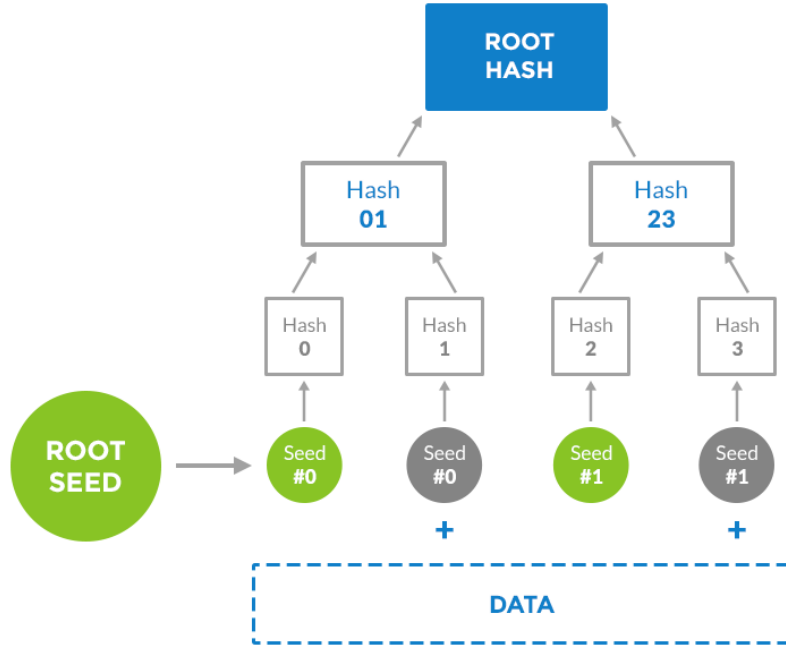 ROOT
HASH
Hash
01
Hash
23
Hash
0
Hash
1
Hash
2
Hash
3
ROOT
SEED
Seed
#0
Seed
#0
Seed
#1
Seed
#1
+
+
DATA